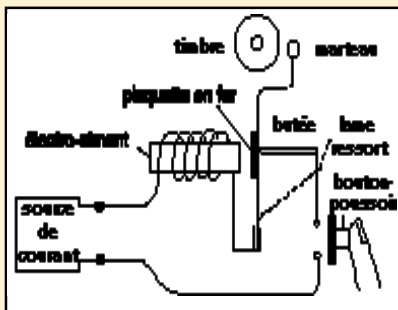 timbre
marteau
plaquette en fer
butée
lame
ressort
électro-aimant
bouton-
poussoir
source
de
courant